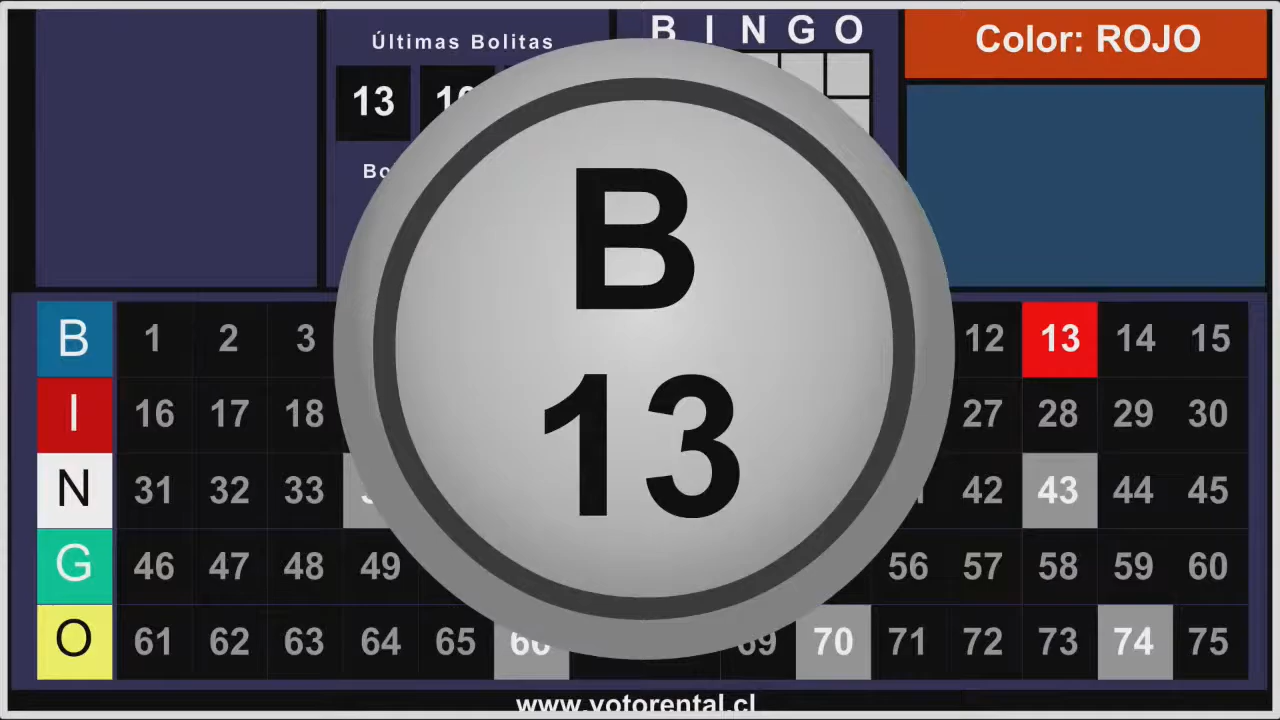 Últimas Bolitas
B I N G O
Color: ROJO
13
B
13
B 1 2 3 12 13 14 15
I 16 17 18 27 28 29 30
N 31 32 33 42 43 44 45
G 46 47 48 49 56 57 58 59 60
O 61 62 63 64 65 66 69 70 71 72 73 74 75
www.votorental.cl